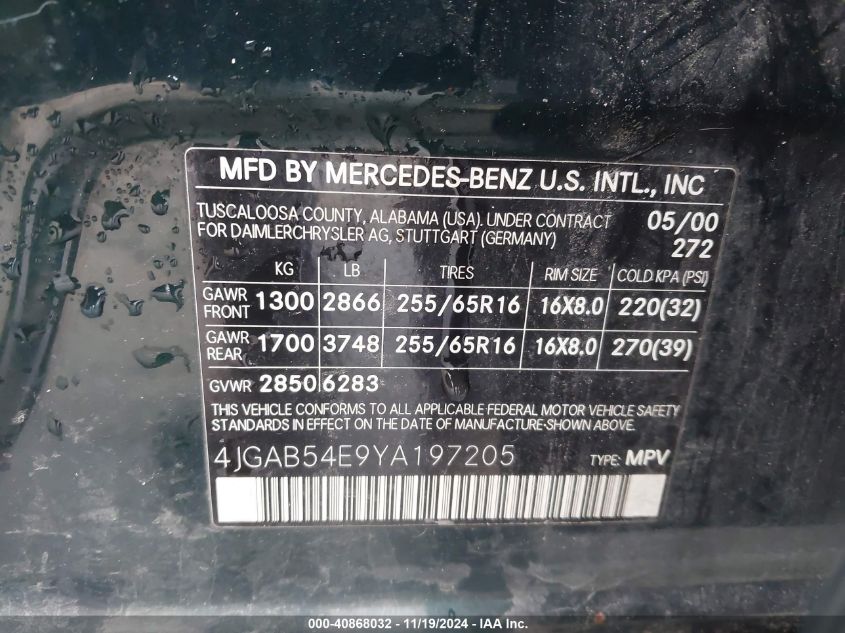 MFD BY MERCEDES-BENZ U.S. INTL., INC
TUSCALOOSA COUNTY, ALABAMA (USA). UNDER CONTRACT 05/00
FOR DAIMLERCHRYSLER AG, STUTTGART (GERMANY) 272
KG LB TIRES RIM SIZE COLD KPA (PSI)
GAWR FRONT 1300 2866 255/65R16 16X8.0 220(32)
GAWR REAR 1700 3748 255/65R16 16X8.0 270(39)
GVWR 2850 6283
THIS VEHICLE CONFORMS TO ALL APPLICABLE FEDERAL MOTOR VEHICLE SAFETY
STANDARDS IN EFFECT ON THE DATE OF MANUFACTURE-SHOWN ABOVE.
4JGAB54E9YA197205 TYPE: MPV
000-40868032 - 11/19/2024 - IAA Inc.